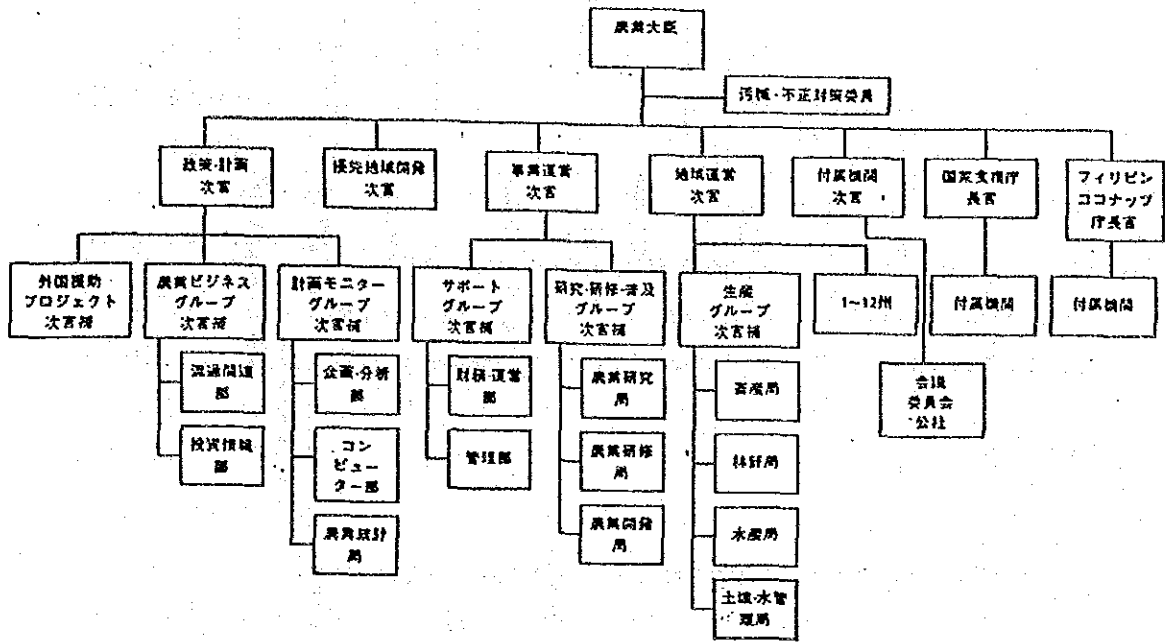 農業大臣
汚職・不正対策委員
政策・計画
次官
優先地域開発
次官
事業運営
次官
地域運営
次官
付属機関
次官
国家食糧庁
長官
フィリピン
ココナッツ
庁長官
外国援助
プロジェクト
次官補
農業ビジネス
グループ
次官補
計画モニター
グループ
次官補
サポート
グループ
次官補
研究・研修・普及
グループ
次官補
生産
グループ
次官補
1〜12州
付属機関
付属機関
流通関連
部
企画・分析
部
財務・運営
部
農業研究
局
畜産局
会議
委員会
公社
投資情報
部
コン
ピュー
ター部
管理部
農業研修
局
農業統計
局
農業開発
局
水産局
土壌・水管
理局